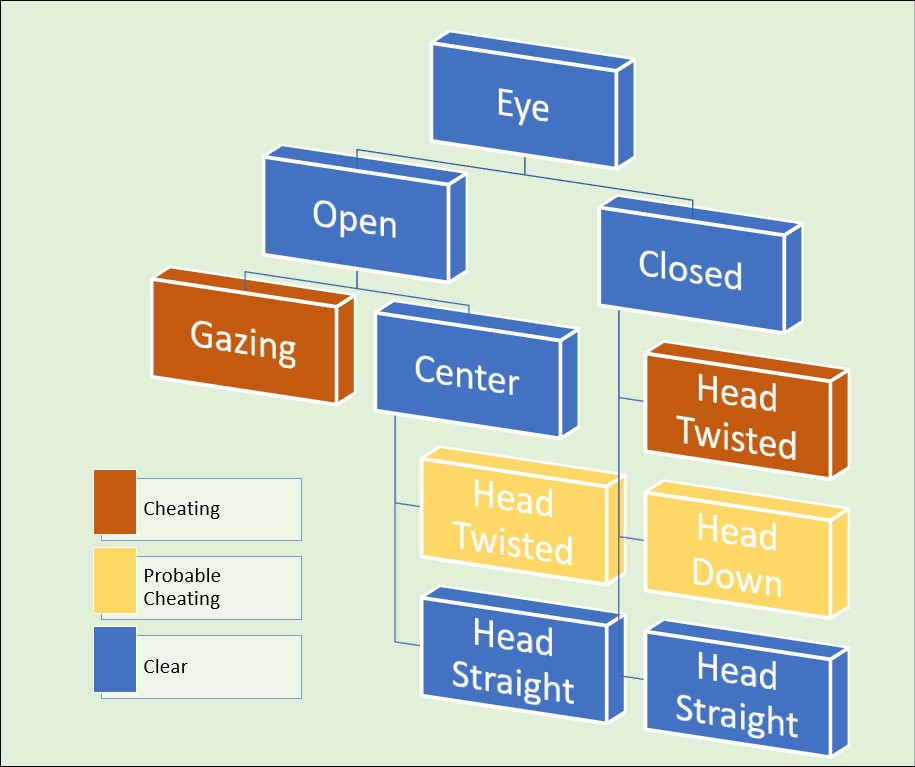 Eye
Open
Closed
Gazing
Center
Head
Twisted
Head
Twisted
Head
Down
Head
Straight
Head
Straight
Cheating
Probable
Cheating
Clear